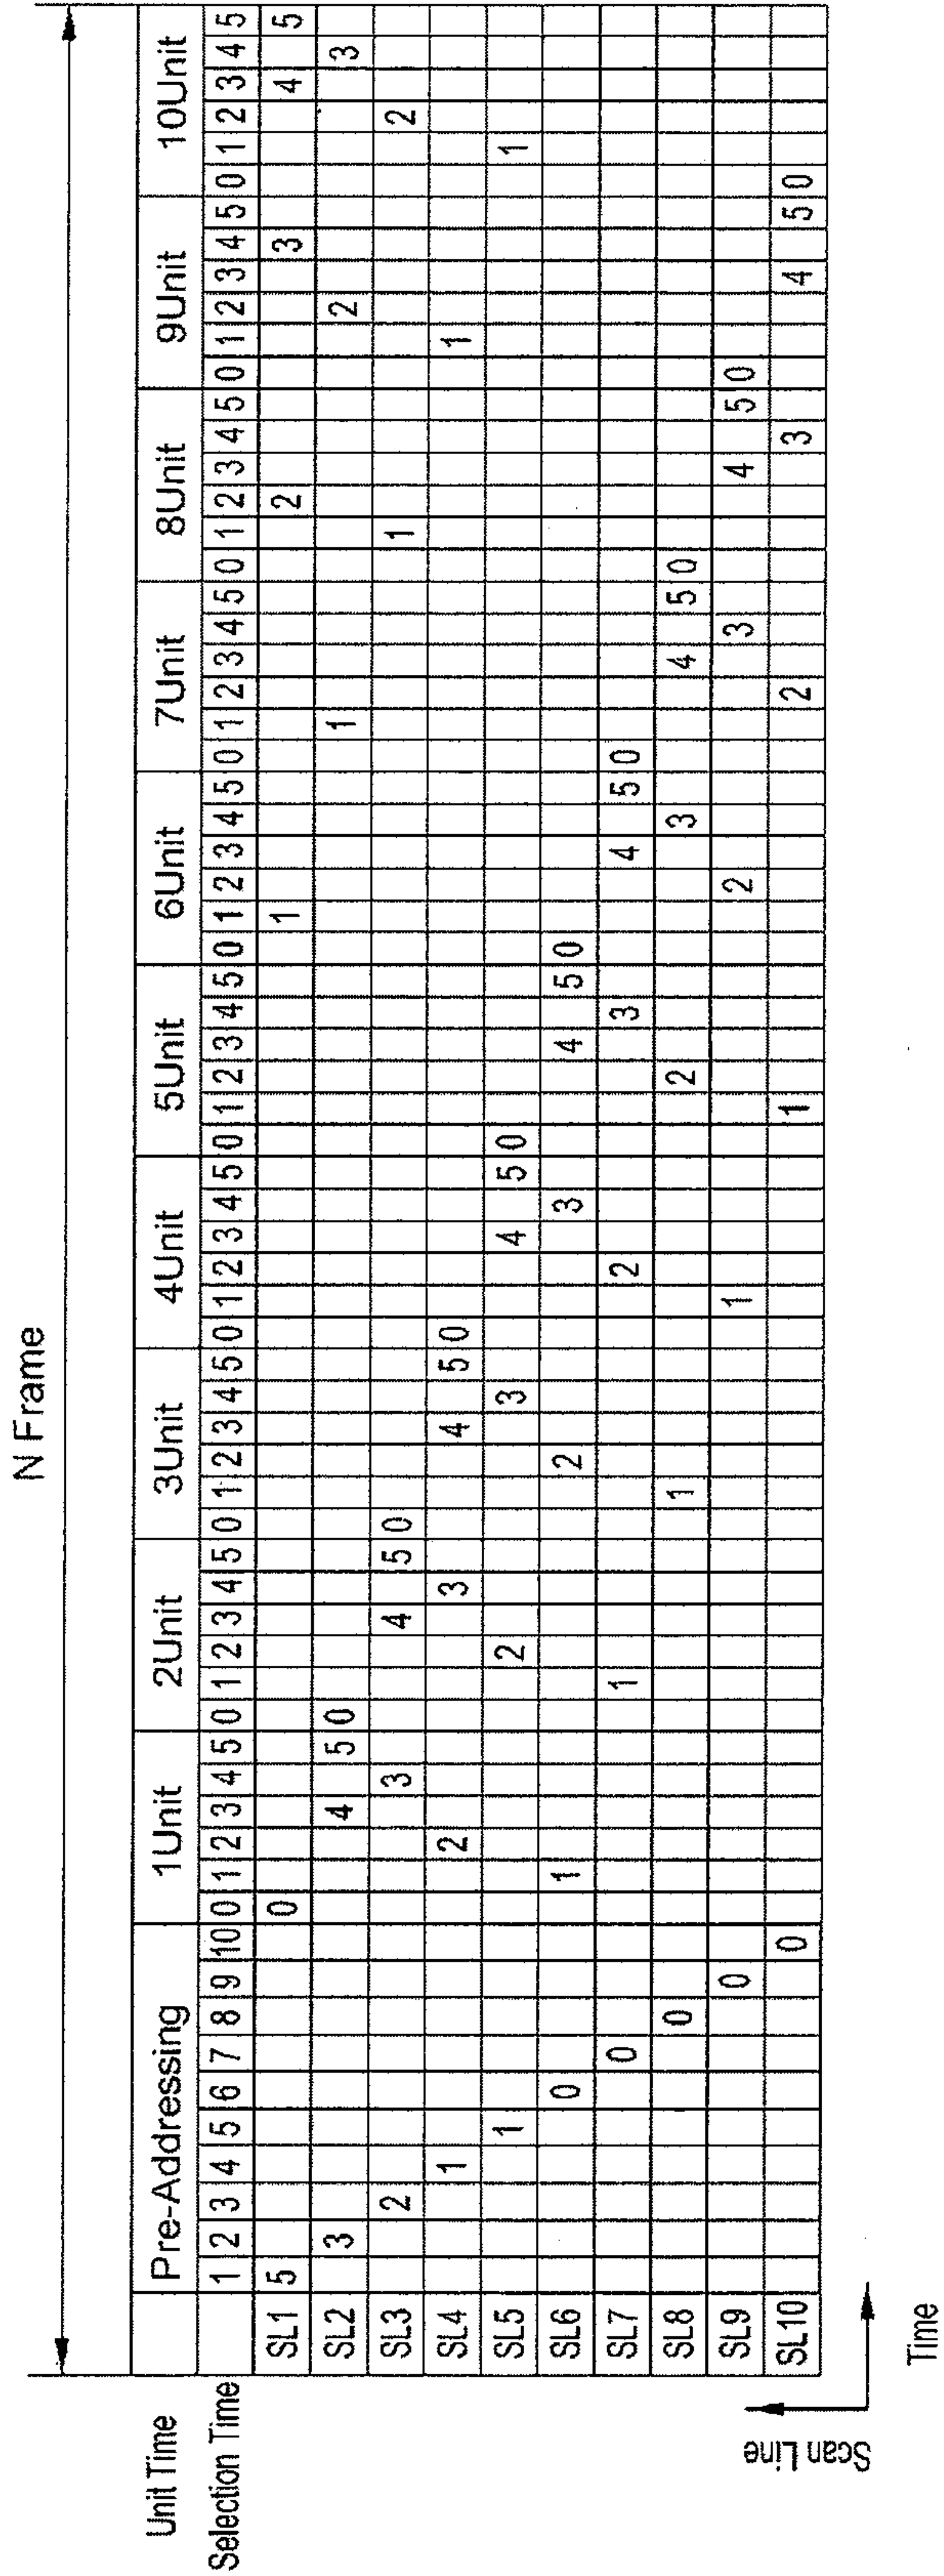 N Frame
Unit Time Pre-Addressing 1Unit 2Unit 3Unit 4Unit 5Unit 6Unit 7Unit 8Unit 9Unit 10Unit
Selection Time 1 2 3 4 5 6 7 8 9 10 0 1 2 3 4 5 0 1 2 3 4 5 0 1 2 3 4 5 0 1 2 3 4 5 0 1 2 3 4 5 0 1 2 3 4 5 0 1 2 3 4 5 0 1 2 3 4 5 0 1 2 3 4 5 0 1 2 3 4 5
SL1 5 0 1 2 3 4 5
SL2 3 4 5 0 1 2 3
SL3 2 3 4 5 0 1 2
SL4 1 2 3 4 5 0 1
SL5 1 2 3 4 5 0 1
SL6 0 1 2 3 4 5 0
SL7 0 1 2 3 4 5 0
SL8 0 1 2 3 4 5 0
SL9 0 1 2 3 4 5 0
SL10 0 1 2 3 4 5 0
Scan Line
Time